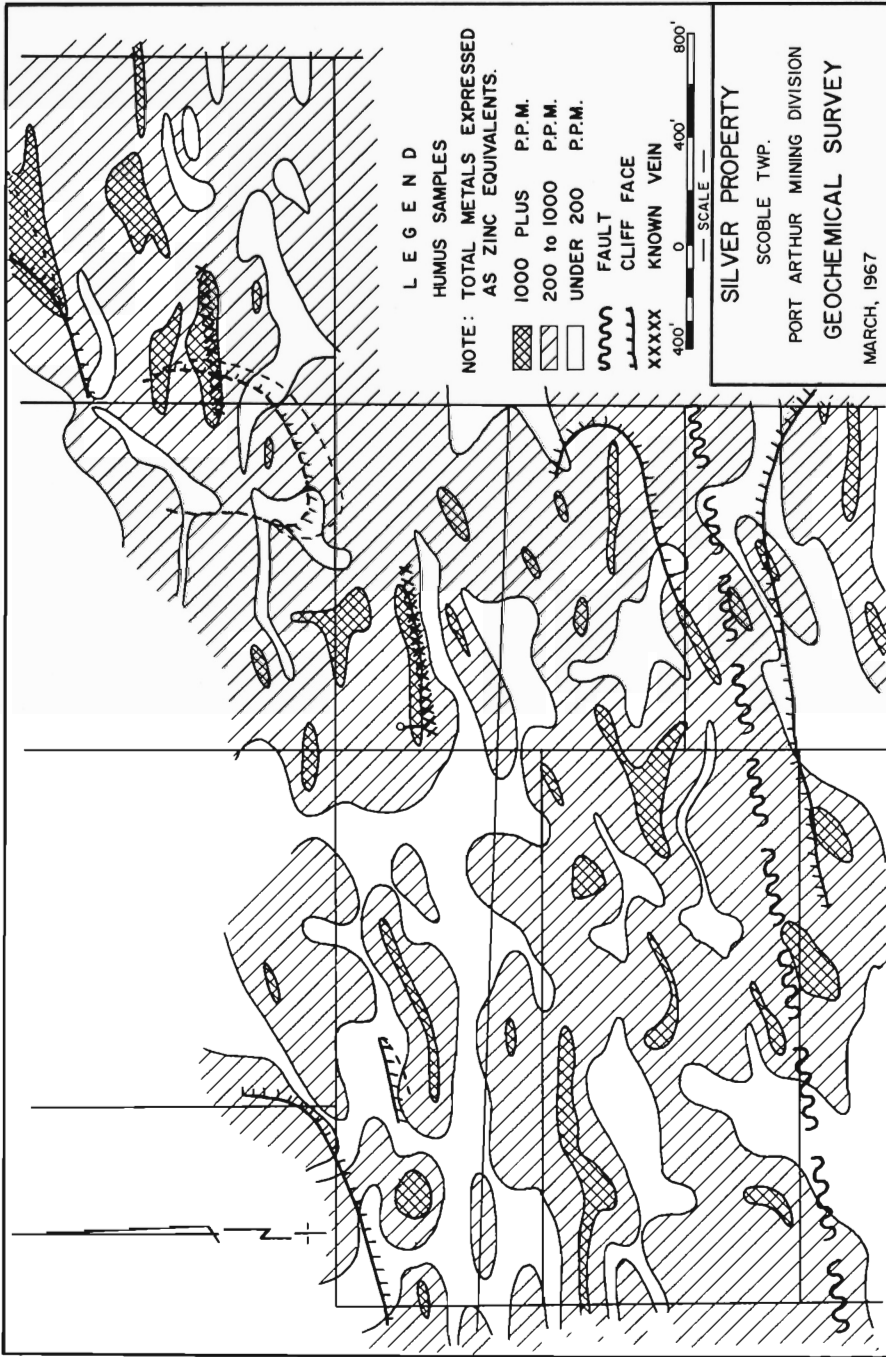 LEGEND
HUMUS SAMPLES
NOTE: TOTAL METALS EXPRESSED
AS ZINC EQUIVALENTS.
1000 PLUS P.P.M.
200 to 1000 P.P.M.
UNDER 200 P.P.M.
FAULT
CLIFF FACE
XXXXX KNOWN VEIN
400' 0 400' 800'
— SCALE —
SILVER PROPERTY
SCOBLE TWP.
PORT ARTHUR MINING DIVISION
GEOCHEMICAL SURVEY
MARCH, 1967